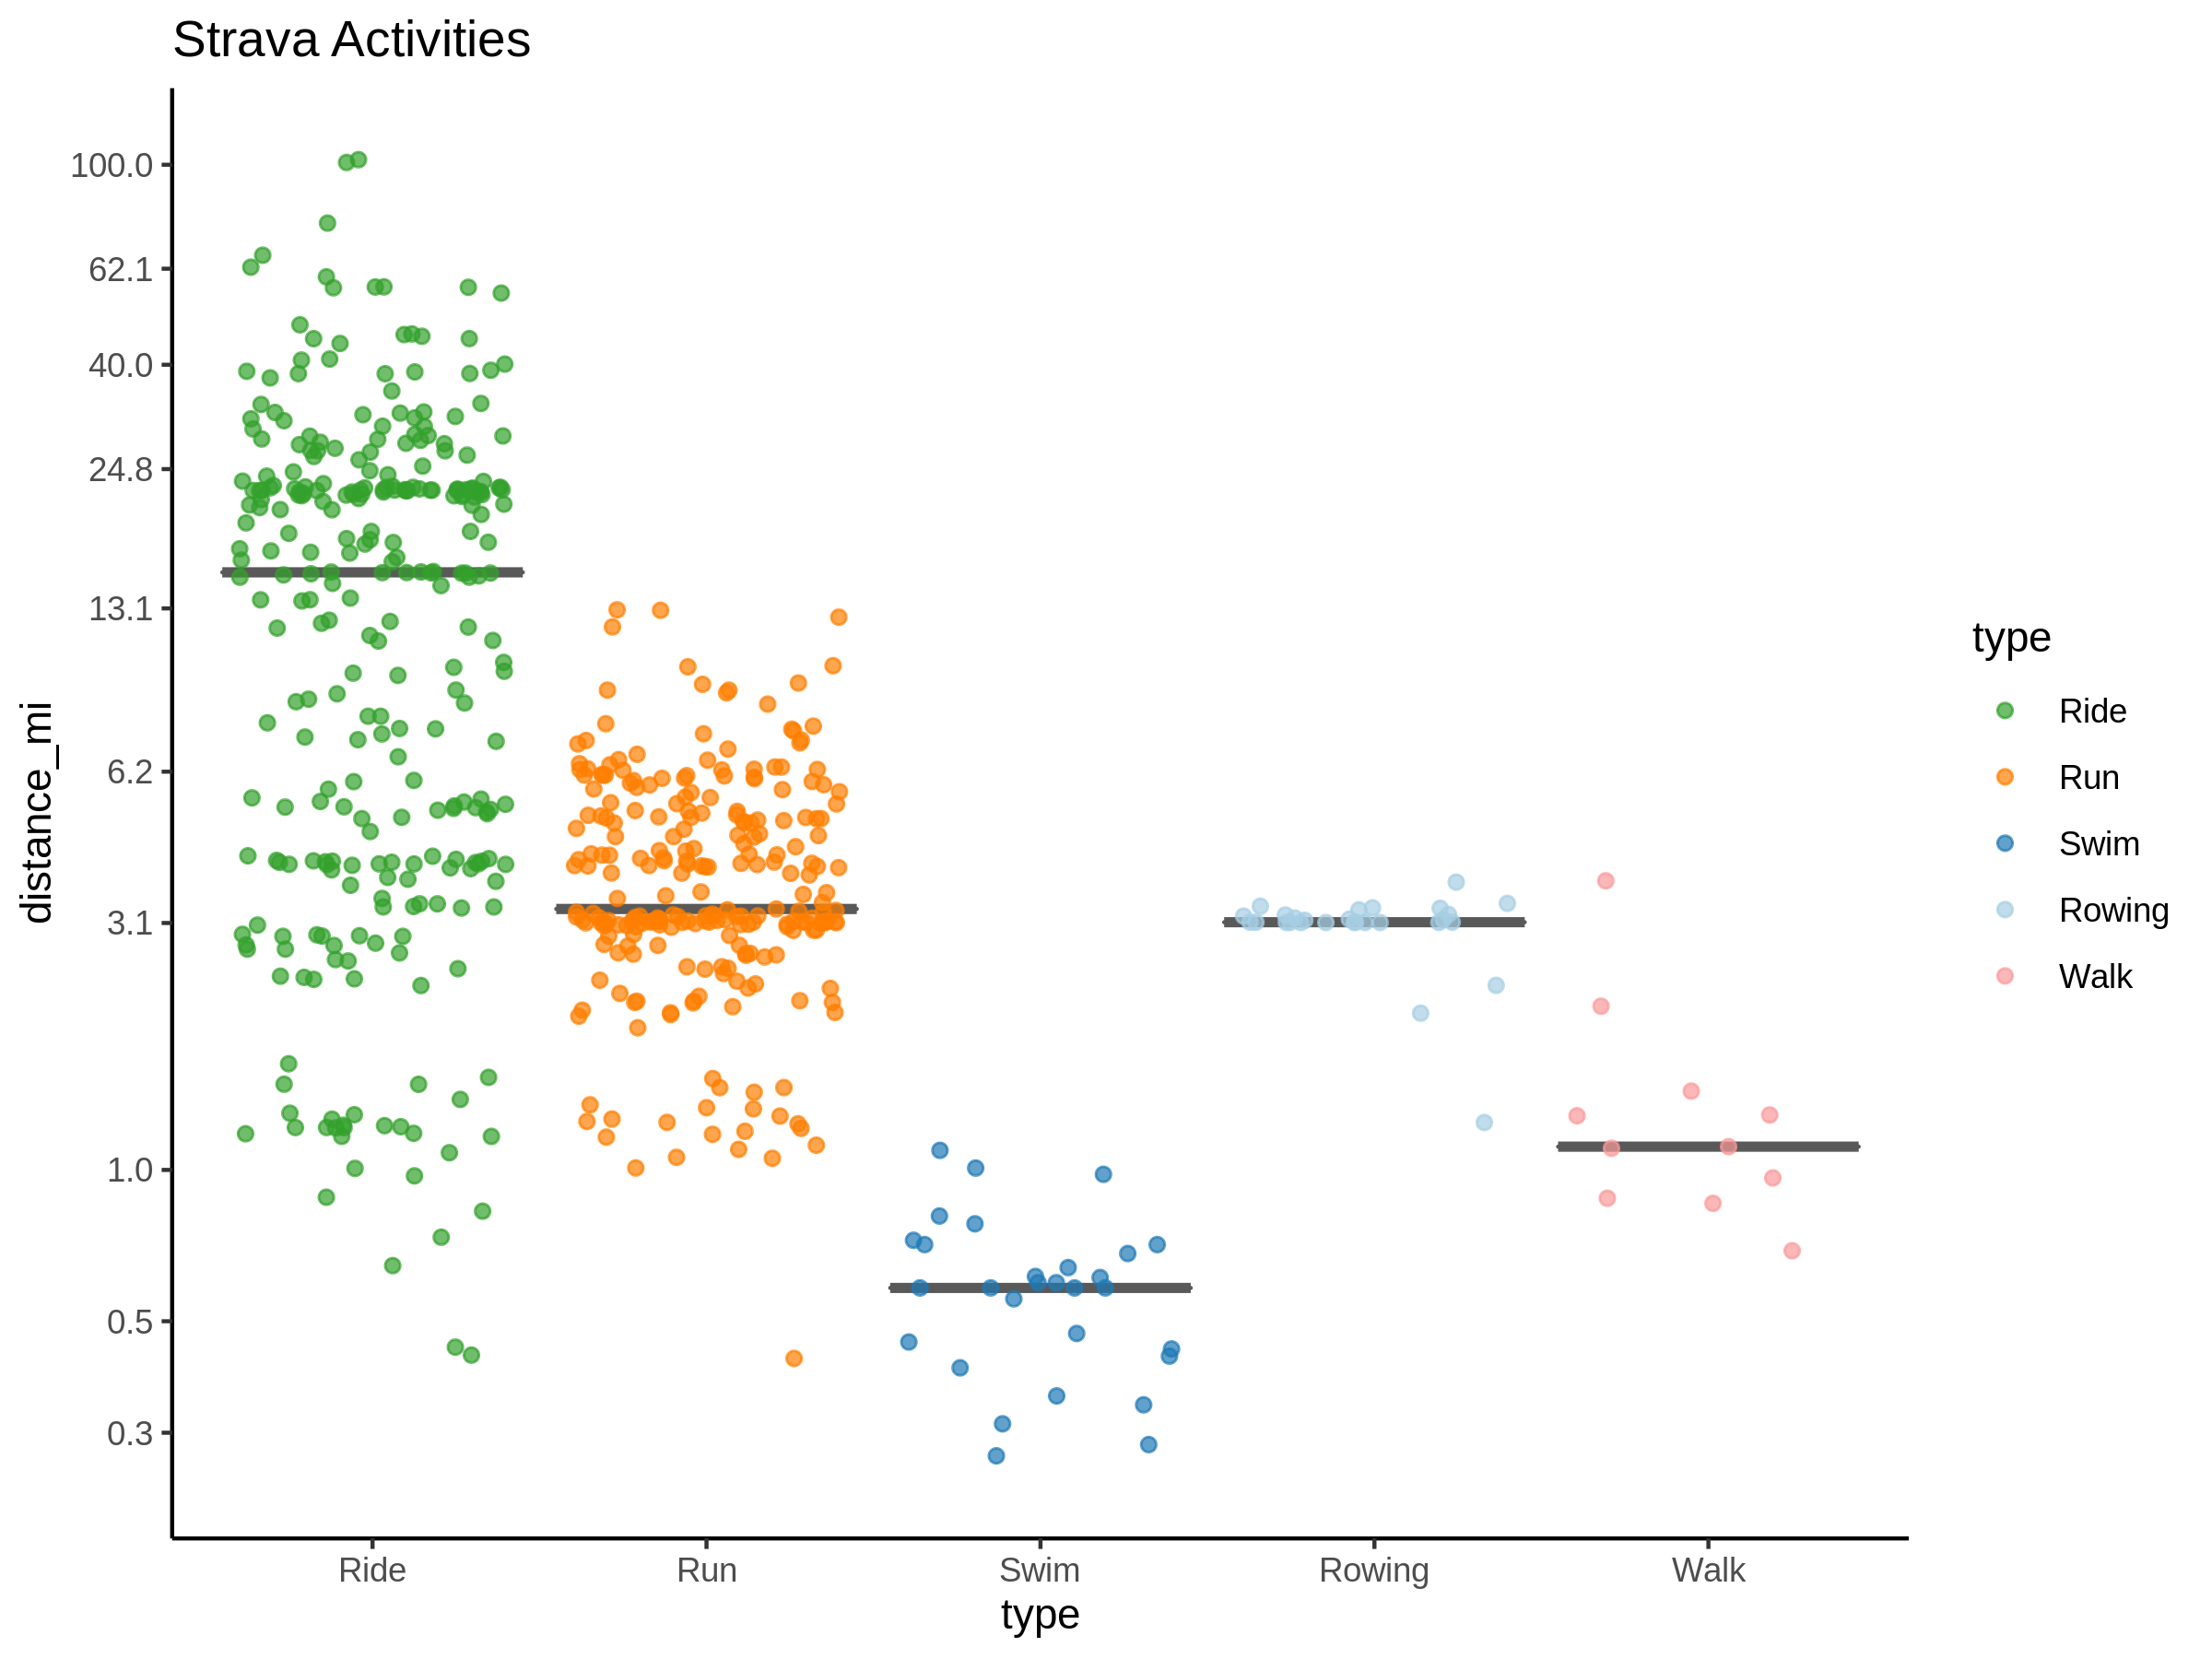 Strava Activities
distance_mi
100.0
62.1
40.0
24.8
13.1
6.2
3.1
1.0
0.5
0.3
Ride
Run
Swim
Rowing
Walk
type
type
Ride
Run
Swim
Rowing
Walk